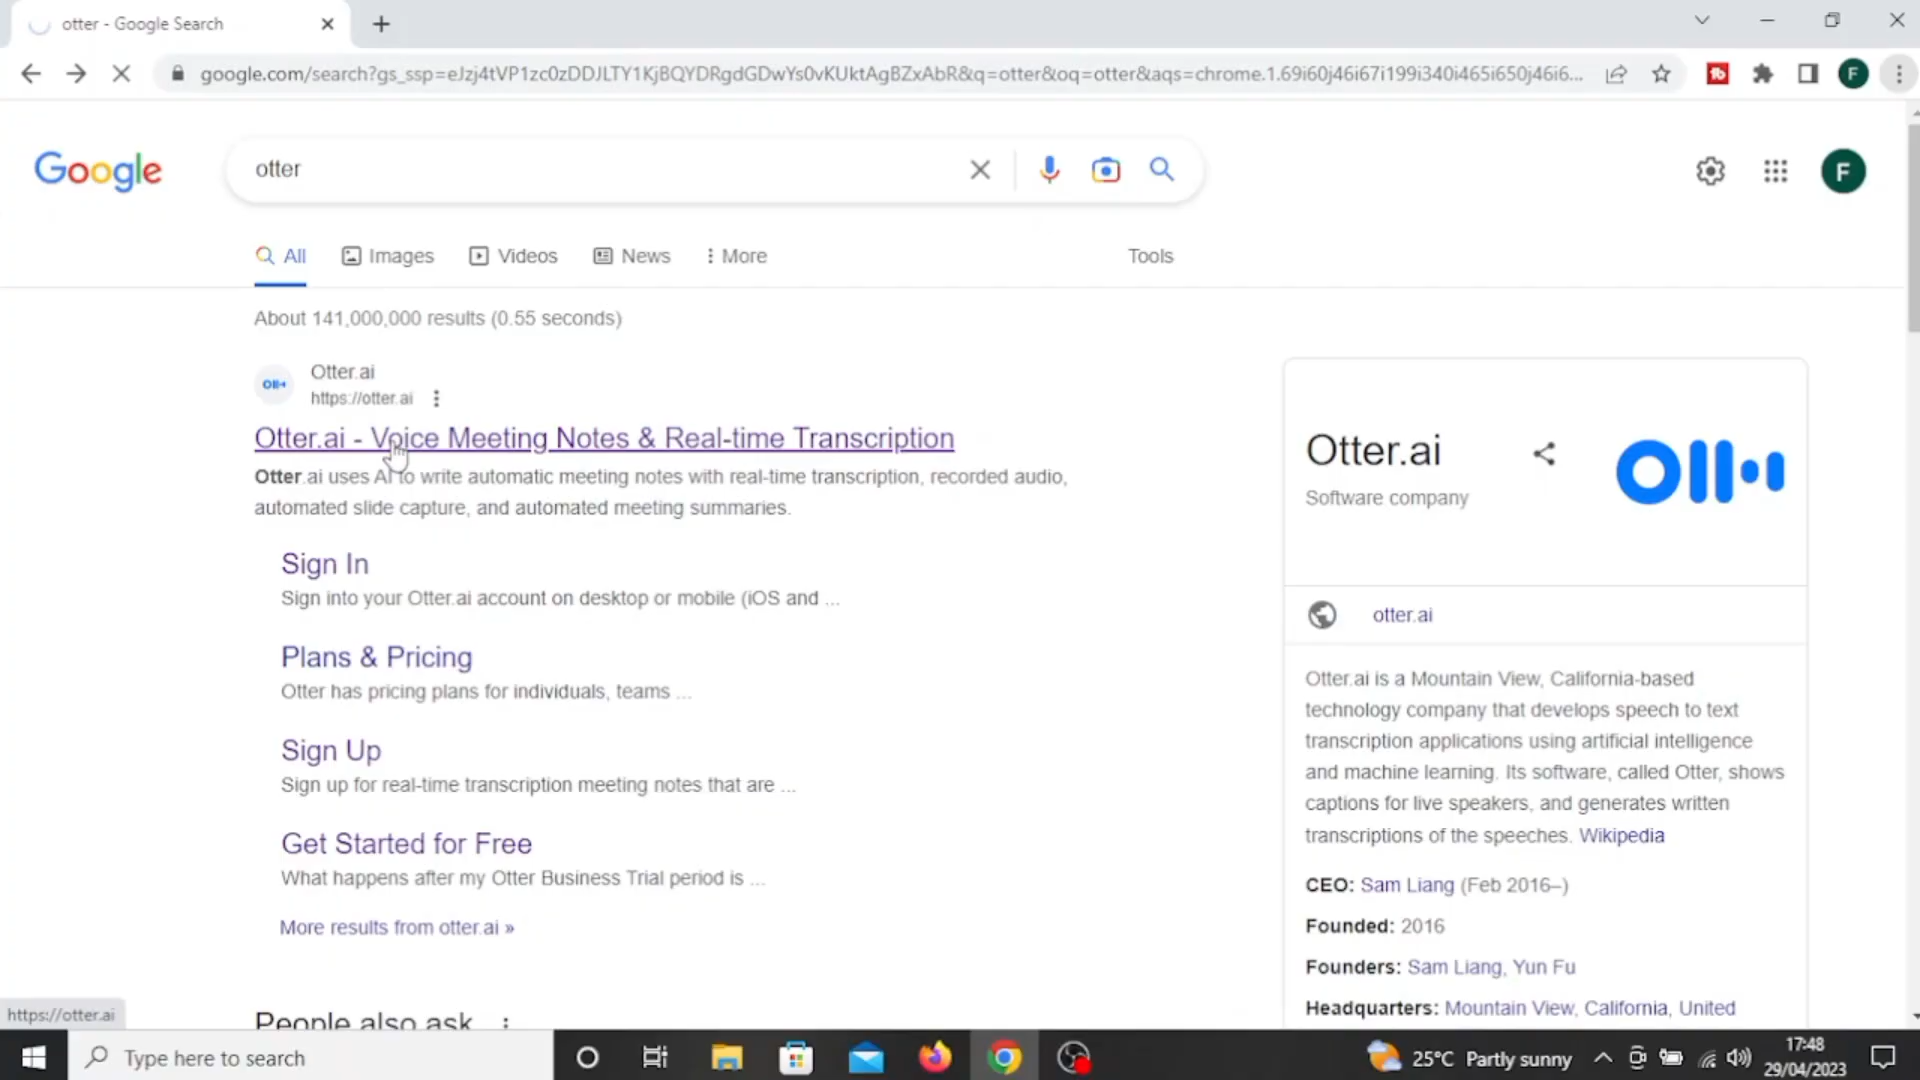 otter - Google Search
google.com/search?gs_ssp=eJzj4tVP1zc0zDDJLTY1KjBQYDRgdGDwYs0vKUktAgBZxAbR&q=otter&oq=otter&aqs=chrome.1.69i60j46i67i199i340i465i650j46i6...
F
Google
otter
F
All
Images
Videos
News
More
Tools
About 141,000,000 results (0.55 seconds)
Otter.ai
https://otter.ai
Otter.ai - Voice Meeting Notes & Real-time Transcription
Otter.ai uses AI to write automatic meeting notes with real-time transcription, recorded audio,
automated slide capture, and automated meeting summaries.
Sign In
Sign into your Otter.ai account on desktop or mobile (iOS and ...
Plans & Pricing
Otter has pricing plans for individuals, teams ...
Sign Up
Sign up for real-time transcription meeting notes that are ...
Get Started for Free
What happens after my Otter Business Trial period is ...
More results from otter.ai »
People also ask
Otter.ai
Software company
otter.ai
Otter.ai is a Mountain View, California-based
technology company that develops speech to text
transcription applications using artificial intelligence
and machine learning. Its software, called Otter, shows
captions for live speakers, and generates written
transcriptions of the speeches. Wikipedia
CEO: Sam Liang (Feb 2016–)
Founded: 2016
Founders: Sam Liang, Yun Fu
Headquarters: Mountain View, California, United
https://otter.ai
Type here to search
25°C Partly sunny
17:48
29/04/2023